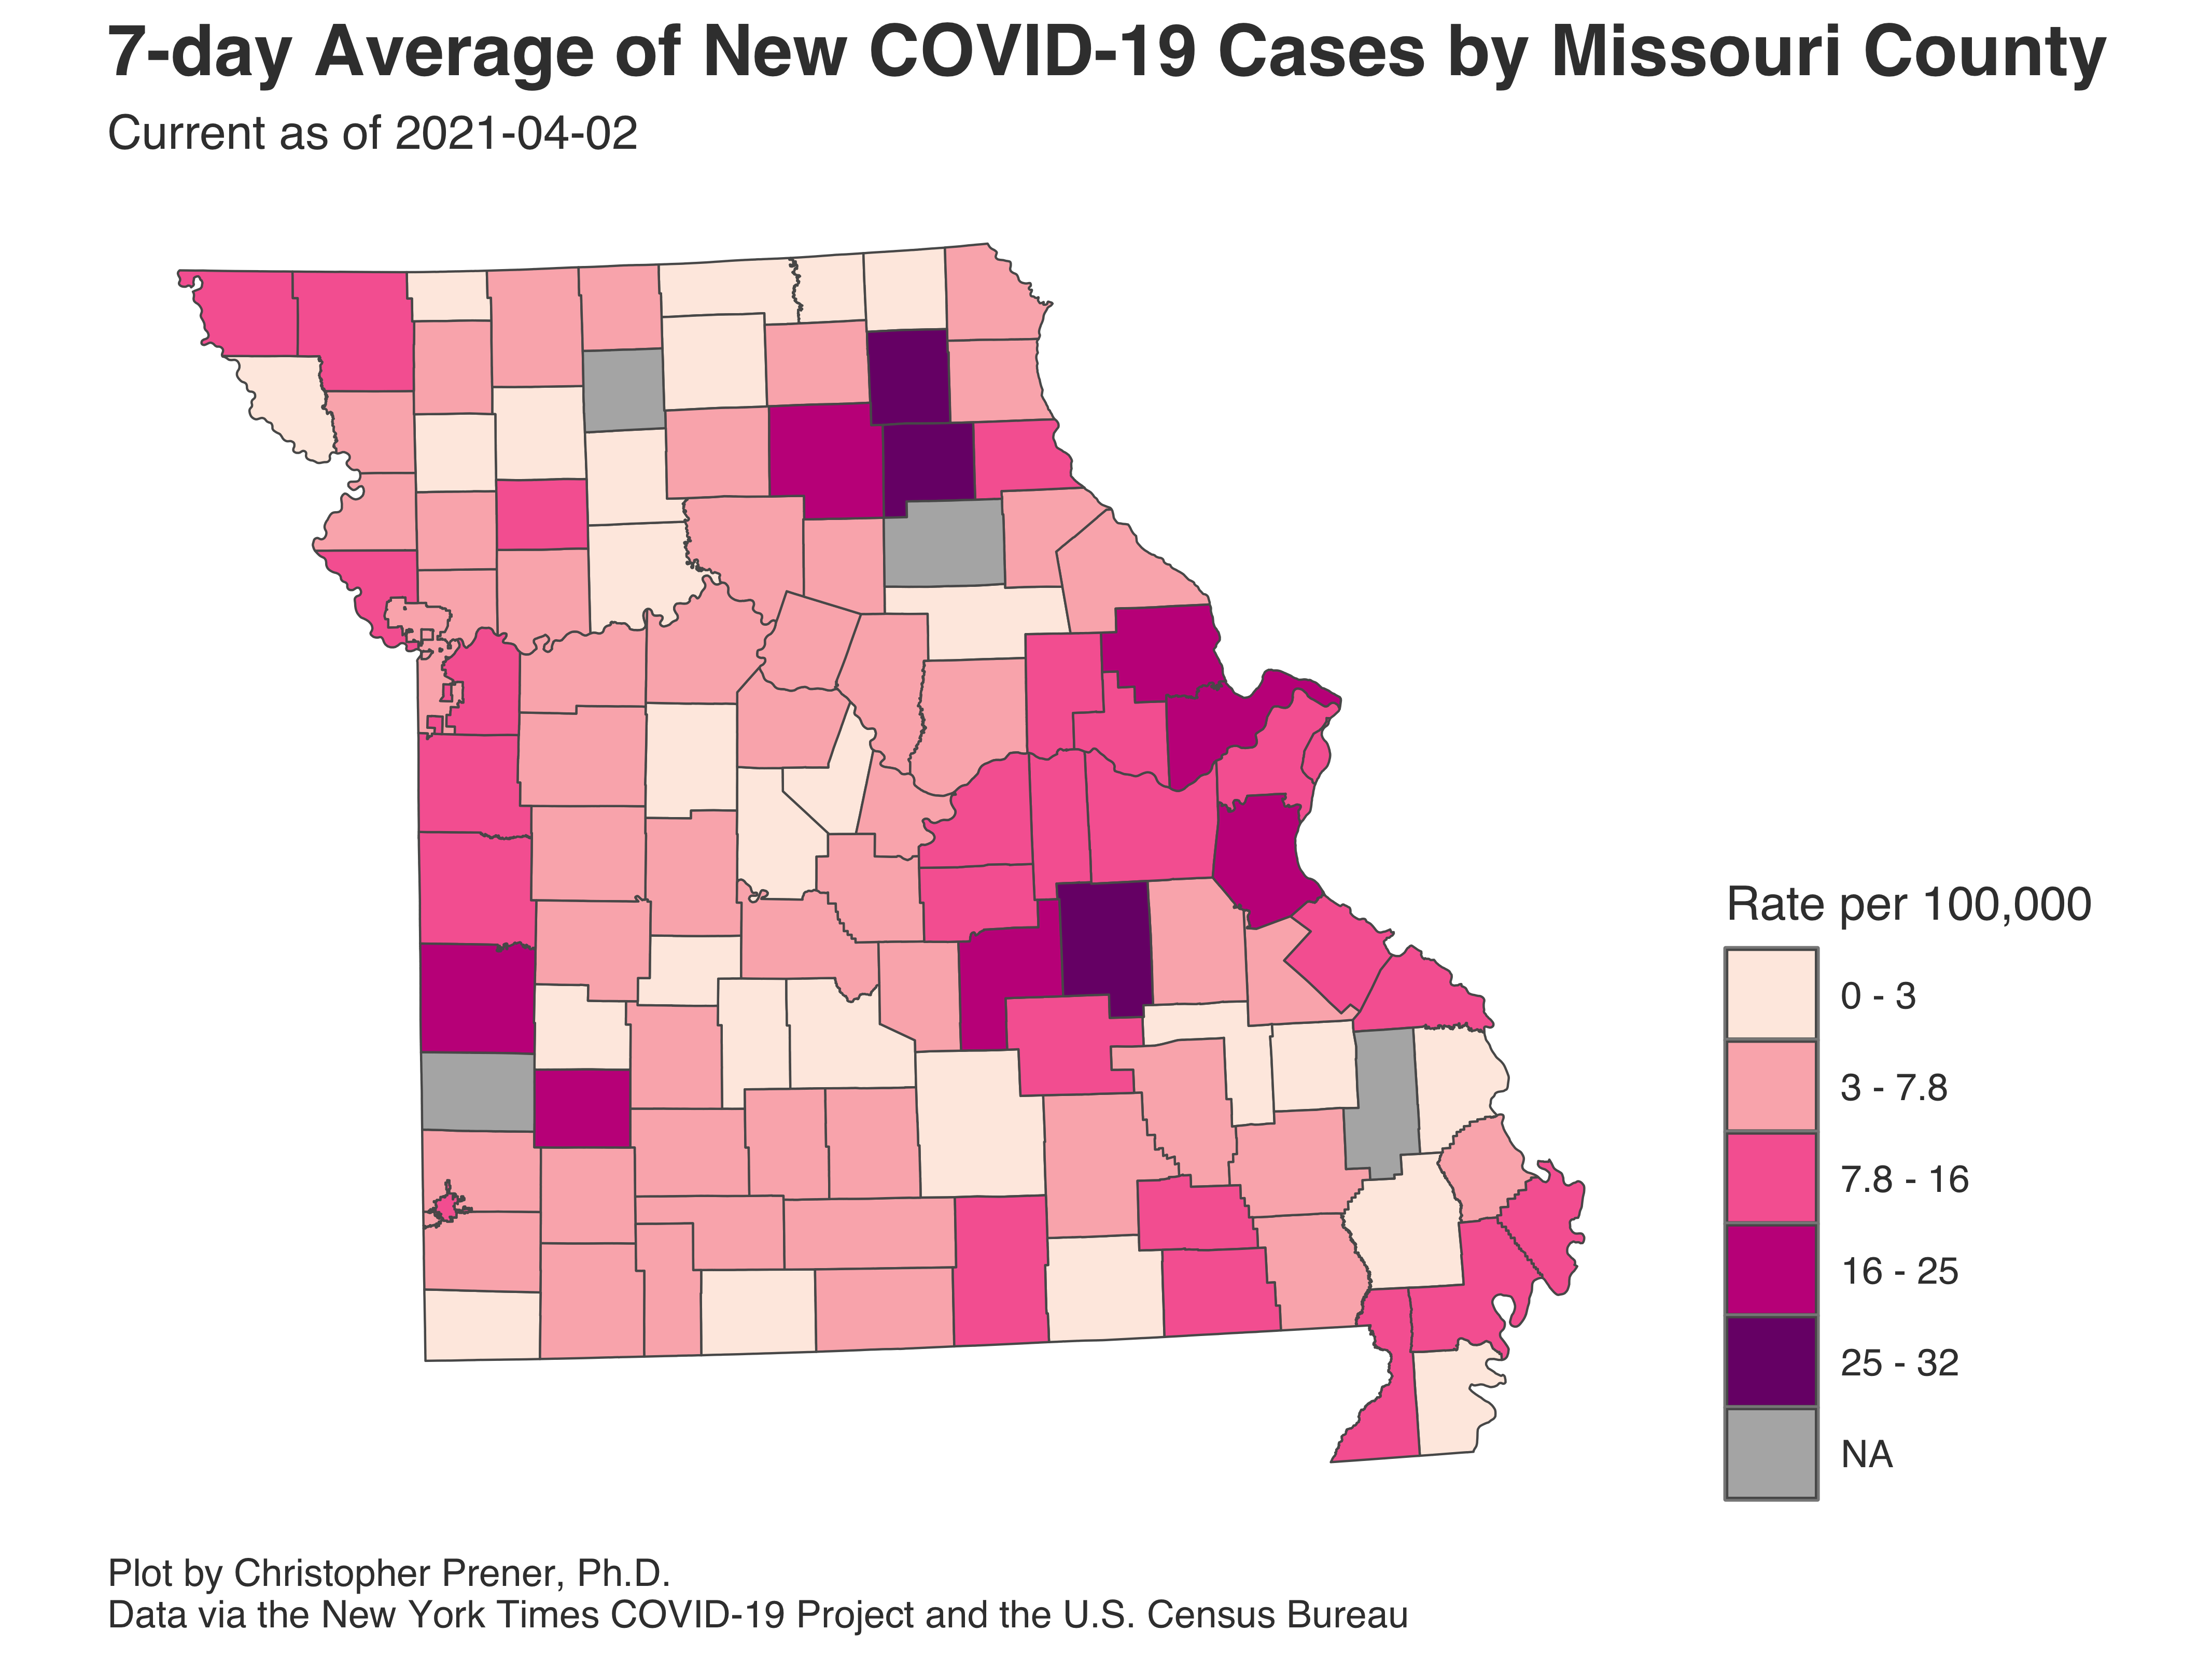 7-day Average of New COVID-19 Cases by Missouri County
Current as of 2021-04-02
Rate per 100,000
0 - 3
3 - 7.8
7.8 - 16
16 - 25
25 - 32
NA
Plot by Christopher Prener, Ph.D.
Data via the New York Times COVID-19 Project and the U.S. Census Bureau